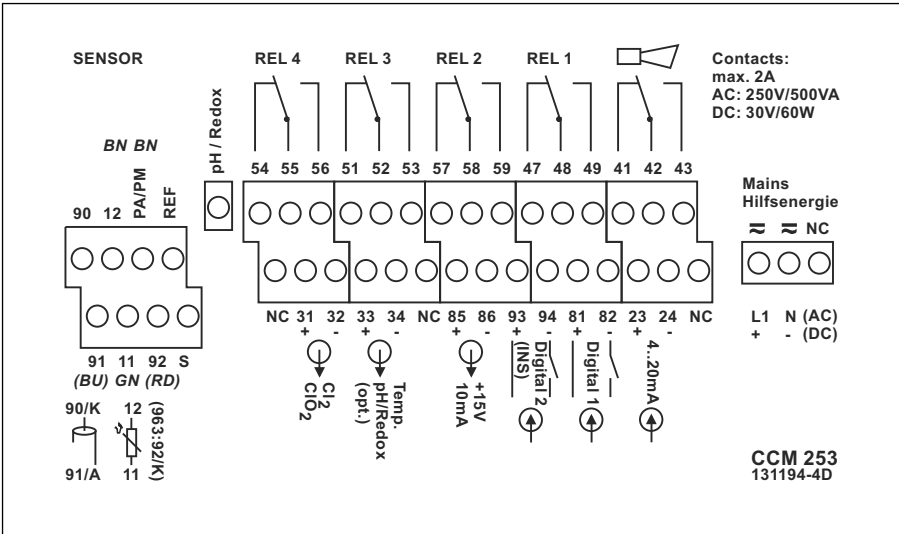 SENSOR
REL 4 REL 3 REL 2 REL 1
Contacts:
max. 2A
AC: 250V/500VA
DC: 30V/60W
pH / Redox
BN BN
54 55 56 51 52 53 57 58 59 47 48 49 41 42 43
90 12 PA/PM REF
Mains
Hilfsenergie
≂ ≂ NC
NC 31 32 33 34 NC 85 86 93 94 81 82 23 24 NC
+ - + - + - + - + - + -
L1 N (AC)
+ - (DC)
91 11 92 S
(BU) GN (RD)
Cl2
ClO2
Temp.
pH/Redox
(opt.)
+15V
10mA
Digital 2
(INS)
Digital 1
4..20mA
90/K 12 (963:92/K)
91/A 11
CCM 253
131194-4D